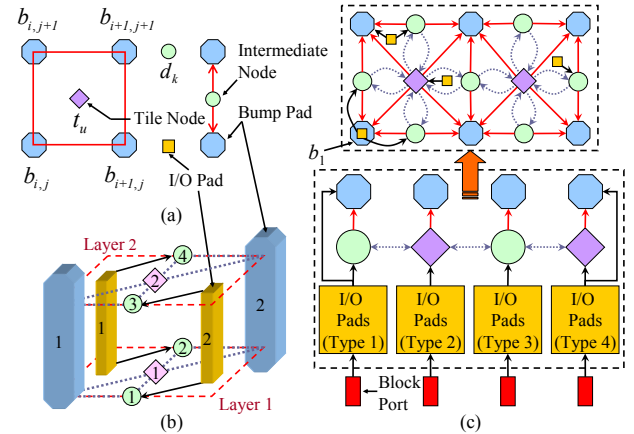 b_{i,j+1}
b_{i+1,j+1}
d_k
Intermediate
Node
t_u
Tile Node
Bump Pad
b_{i,j}
b_{i+1,j}
I/O Pad
(a)
Layer 2
4
2
3
1
1
2
2
2
1
1
Layer 1
(b)
b_1
I/O
Pads
(Type 1)
I/O
Pads
(Type 2)
I/O
Pads
(Type 3)
I/O
Pads
(Type 4)
Block
Port
(c)